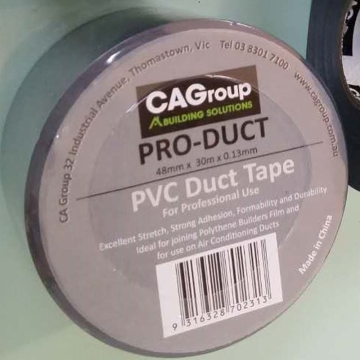 CA Group 32 Industrial Avenue, Thomastown, Vic Tel 03 8301 7100 www.cagroup.com.au
CAGroup
BUILDING SOLUTIONS
PRO-DUCT
48mm x 30m x 0.13mm
PVC Duct Tape
For Professional Use
Excellent Stretch, Strong Adhesion, Formability and Durability
Ideal for joining Polythene Builders Film and
for use on Air Conditioning Ducts
Made in China
9 316328 702313